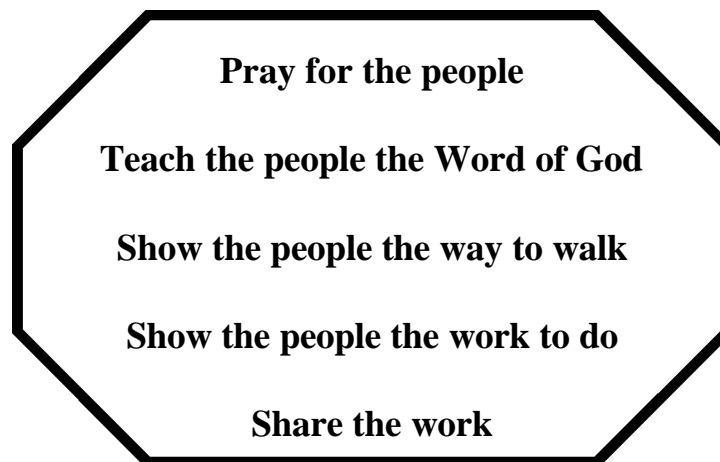 Pray for the people
Teach the people the Word of God
Show the people the way to walk
Show the people the work to do
Share the work